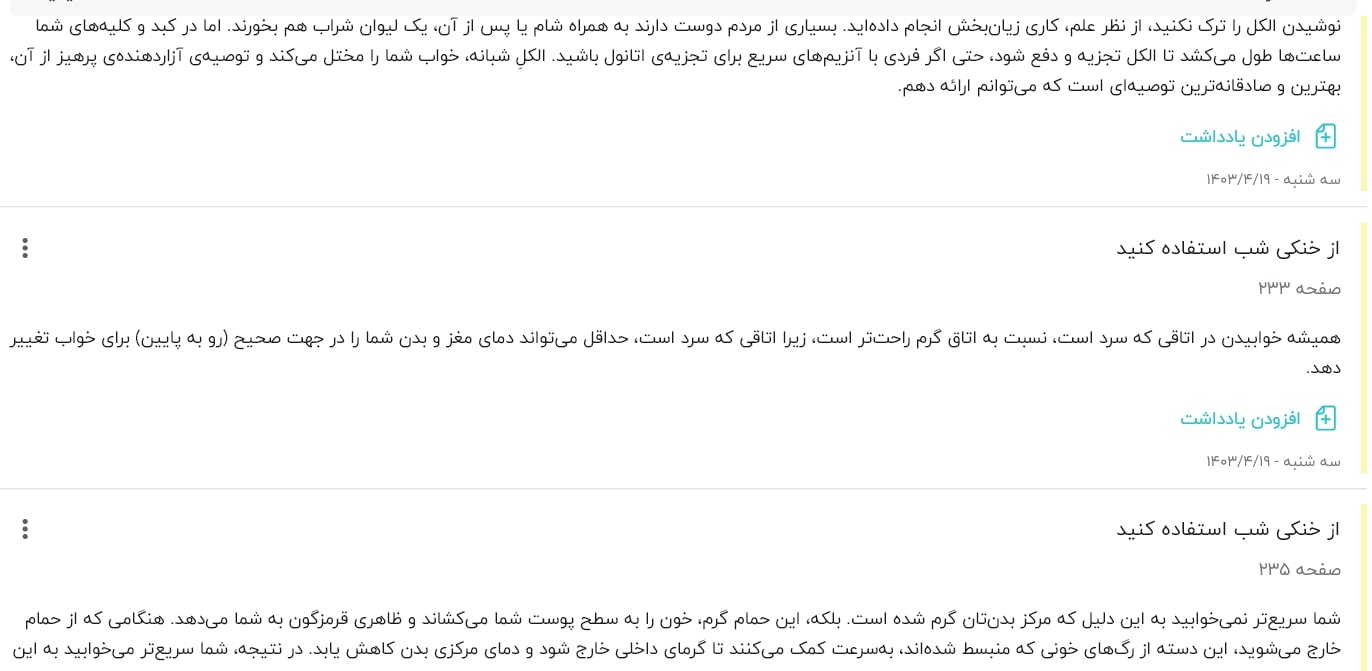 نوشیدن الکل را ترک نکنید، از نظر علم، کاری زیان‌بخش انجام داده‌اید. بسیاری از مردم دوست دارند به همراه شام یا پس از آن، یک لیوان شراب هم بخورند. اما در کبد و کلیه‌های شما
ساعت‌ها طول می‌کشد تا الکل تجزیه و دفع شود، حتی اگر فردی با آنزیم‌های سریع برای تجزیه‌ی اتانول باشید. الکلِ شبانه، خواب شما را مختل می‌کند و توصیه‌ی آزاردهنده‌ی پرهیز از آن،
بهترین و صادقانه‌ترین توصیه‌ای است که می‌توانم ارائه دهم.
افزودن یادداشت
سه شنبه - ۱۴۰۳/۴/۱۹
از خنکی شب استفاده کنید
صفحه ۲۳۳
همیشه خوابیدن در اتاقی که سرد است، نسبت به اتاق گرم راحت‌تر است، زیرا اتاقی که سرد است، حداقل می‌تواند دمای مغز و بدن شما را در جهت صحیح (رو به پایین) برای خواب تغییر
دهد.
افزودن یادداشت
سه شنبه - ۱۴۰۳/۴/۱۹
از خنکی شب استفاده کنید
صفحه ۲۳۵
شما سریع‌تر نمی‌خوابید به این دلیل که مرکز بدن‌تان گرم شده است. بلکه، این حمام گرم، خون را به سطح پوست شما می‌کشاند و ظاهری قرمزگون به شما می‌دهد. هنگامی که از حمام
خارج می‌شوید، این دسته از رگ‌های خونی که منبسط شده‌اند، به‌سرعت کمک می‌کنند تا گرمای داخلی خارج شود و دمای مرکزی بدن کاهش یابد. در نتیجه، شما سریع‌تر می‌خوابید به این